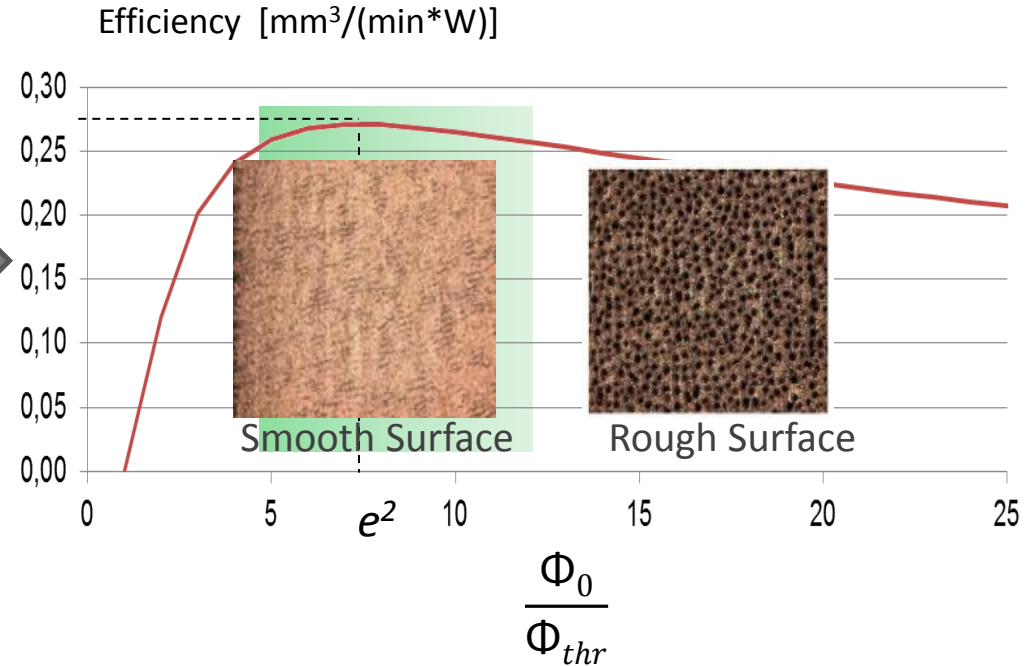 Efficiency [mm³/(min*W)]
0,30
0,25
0,20
0,15
0,10
0,05
0,00
Smooth Surface
Rough Surface
0 5 e² 10 15 20 25
Φ₀
Φₜₕᵣ